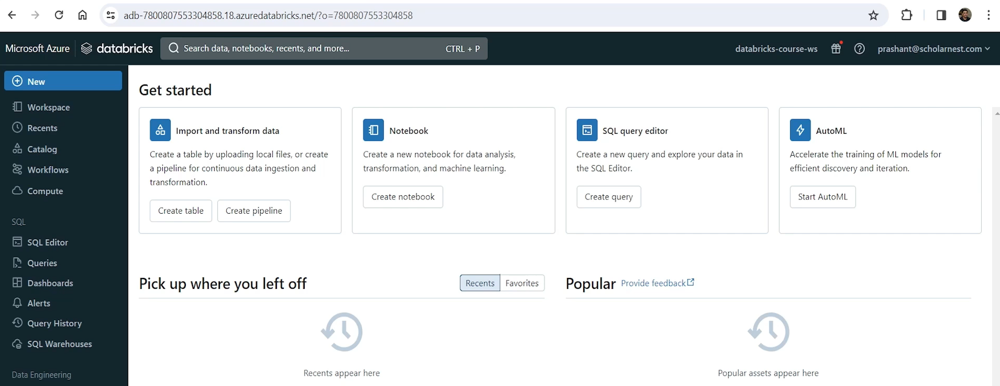 adb-7800807553304858.18.azuredatabricks.net/?o=7800807553304858
Microsoft Azure
databricks
Search data, notebooks, recents, and more...
CTRL + P
databricks-course-ws
prashant@scholarnest.com
New
Workspace
Recents
Catalog
Workflows
Compute
SQL
SQL Editor
Queries
Dashboards
Alerts
Query History
SQL Warehouses
Data Engineering
Get started
Import and transform data
Create a table by uploading local files, or create
a pipeline for continuous data ingestion and
transformation.
Create table
Create pipeline
Notebook
Create a new notebook for data analysis,
transformation, and machine learning.
Create notebook
SQL query editor
Create a new query and explore your data in
the SQL Editor.
Create query
AutoML
Accelerate the training of ML models for
efficient discovery and iteration.
Start AutoML
Pick up where you left off
Recents
Favorites
Recents appear here
Popular
Provide feedback
Popular assets appear here